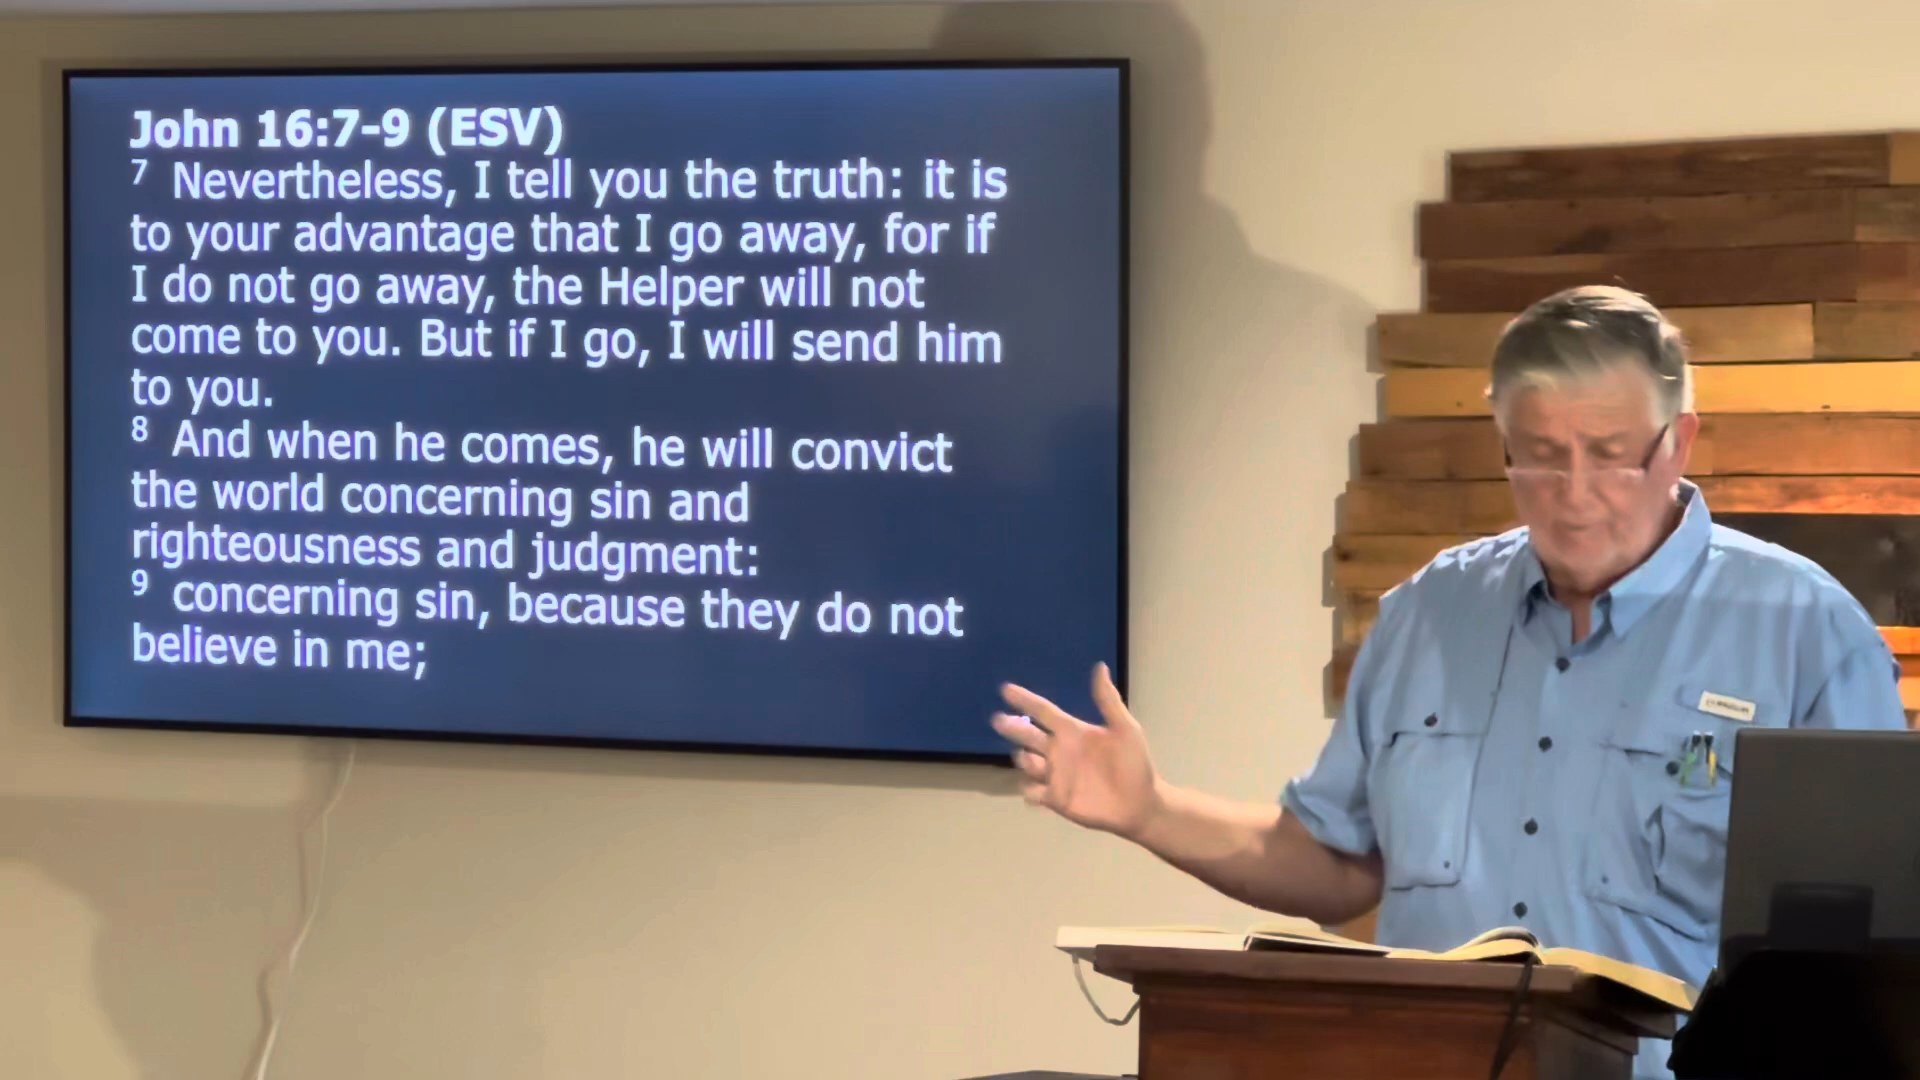 John 16:7-9 (ESV)
7 Nevertheless, I tell you the truth: it is
to your advantage that I go away, for if
I do not go away, the Helper will not
come to you. But if I go, I will send him
to you.
8 And when he comes, he will convict
the world concerning sin and
righteousness and judgment:
9 concerning sin, because they do not
believe in me;